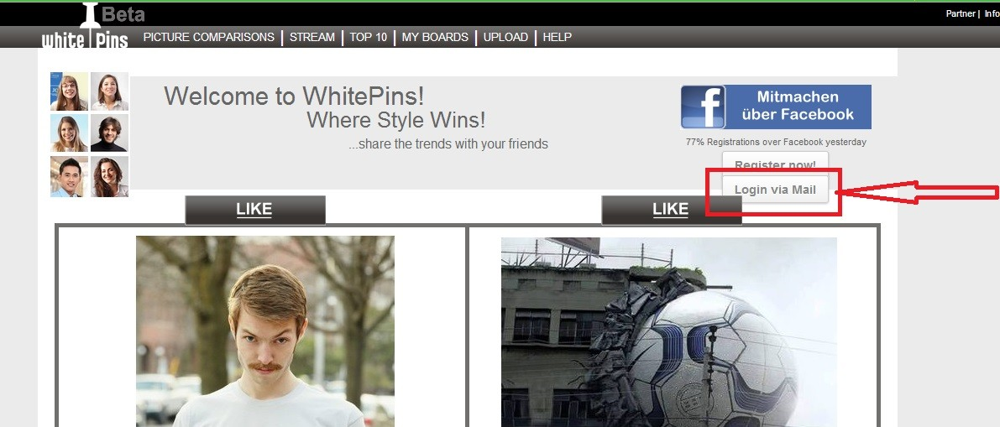 Beta
Partner | Info
white Pins
PICTURE COMPARISONS | STREAM | TOP 10 | MY BOARDS | UPLOAD | HELP
Welcome to WhitePins!
Where Style Wins!
...share the trends with your friends
Mitmachen
über Facebook
77% Registrations over Facebook yesterday
Register now!
Login via Mail
LIKE
LIKE